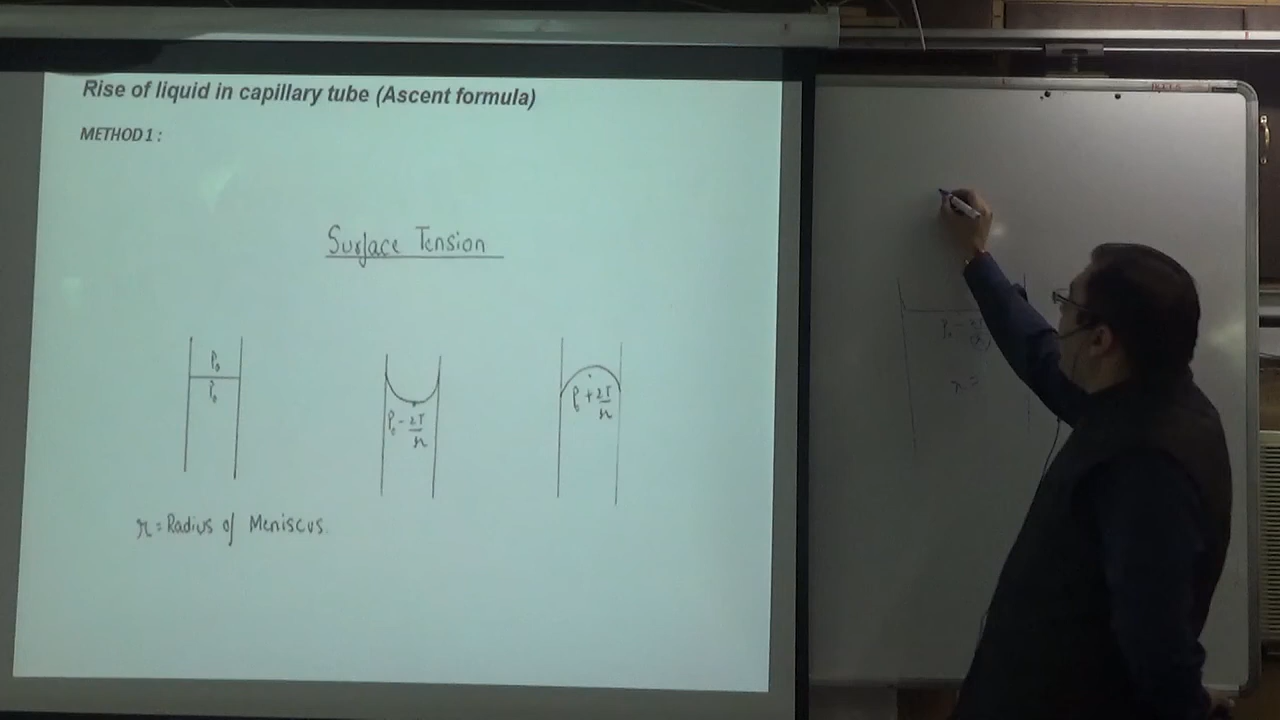 Rise of liquid in capillary tube (Ascent formula)
METHOD 1 :
Surface Tension
P₀
P₀
P₀ - 2T/r
P₀ + 2T/r
r = Radius of Meniscus.
r =